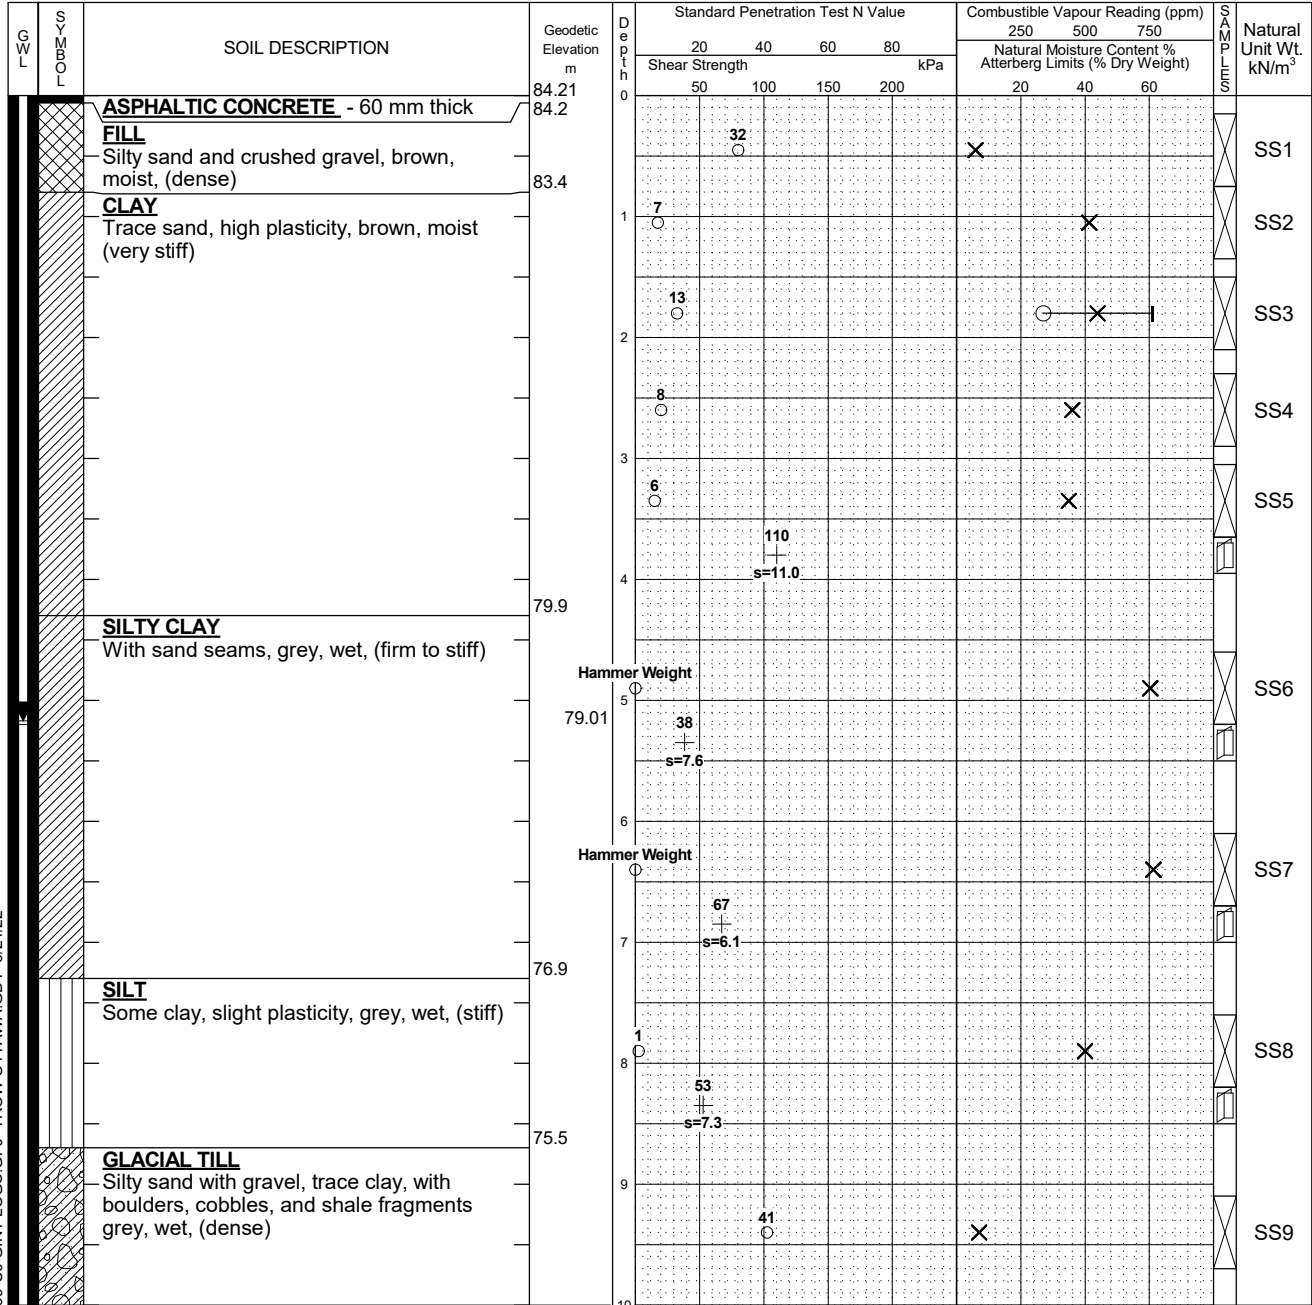 GWL
SYMBOL
SOIL DESCRIPTION
Geodetic
Elevation
m
Depth
Standard Penetration Test N Value
20 40 60 80
Shear Strength kPa
50 100 150 200
Combustible Vapour Reading (ppm)
250 500 750
Natural Moisture Content %
Atterberg Limits (% Dry Weight)
20 40 60
SAMPLES
Natural
Unit Wt.
kN/m³
84.21
0
ASPHALTIC CONCRETE - 60 mm thick
84.2
FILL
Silty sand and crushed gravel, brown,
moist, (dense)
32
SS1
83.4
CLAY
Trace sand, high plasticity, brown, moist
(very stiff)
7
1
SS2
13
SS3
2
8
SS4
3
6
SS5
110
s=11.0
4
79.9
SILTY CLAY
With sand seams, grey, wet, (firm to stiff)
Hammer Weight
SS6
5
79.01
38
s=7.6
6
Hammer Weight
SS7
67
s=6.1
7
76.9
SILT
Some clay, slight plasticity, grey, wet, (stiff)
1
SS8
8
53
s=7.3
75.5
GLACIAL TILL
Silty sand with gravel, trace clay, with
boulders, cobbles, and shale fragments
grey, wet, (dense)
9
41
SS9
10